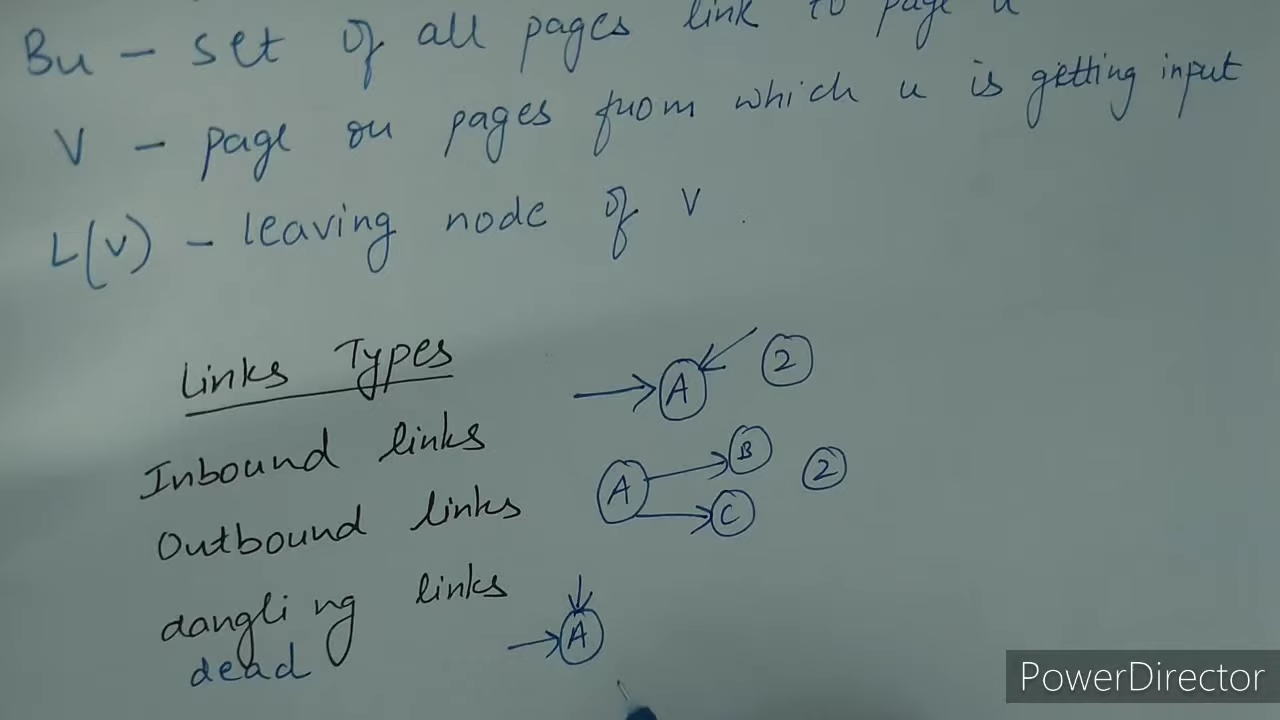 Bu - set of all pages link to page u
V - page or pages from which u is getting input
L(V) - leaving node of V.
Links Types
A 2
Inbound links
B
Outbound links A 2
C
dangling links
dead A
PowerDirector